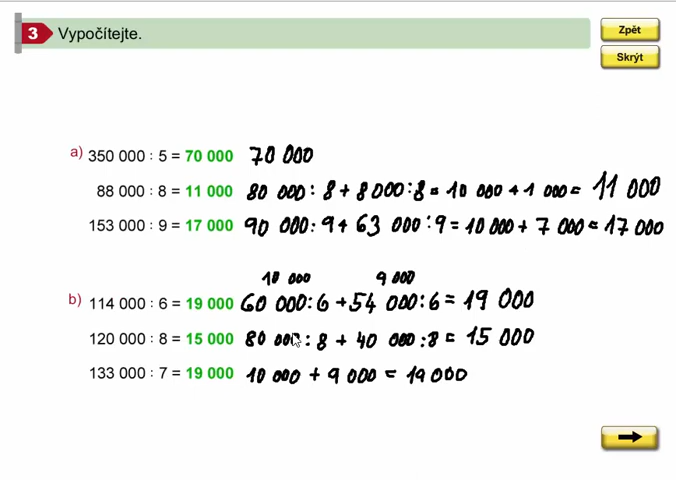 3 Vypočítejte.
Zpět
Skrýt
a) 350 000 : 5 = 70 000 70 000
88 000 : 8 = 11 000 80 000 : 8 + 8 000 : 8 = 10 000 + 1 000 = 11 000
153 000 : 9 = 17 000 90 000 : 9 + 63 000 : 9 = 10 000 + 7 000 = 17 000
10 000 9 000
b) 114 000 : 6 = 19 000 60 000 : 6 + 54 000 : 6 = 19 000
120 000 : 8 = 15 000 80 000 : 8 + 40 000 : 8 = 15 000
133 000 : 7 = 19 000 10 000 + 9 000 = 19 000